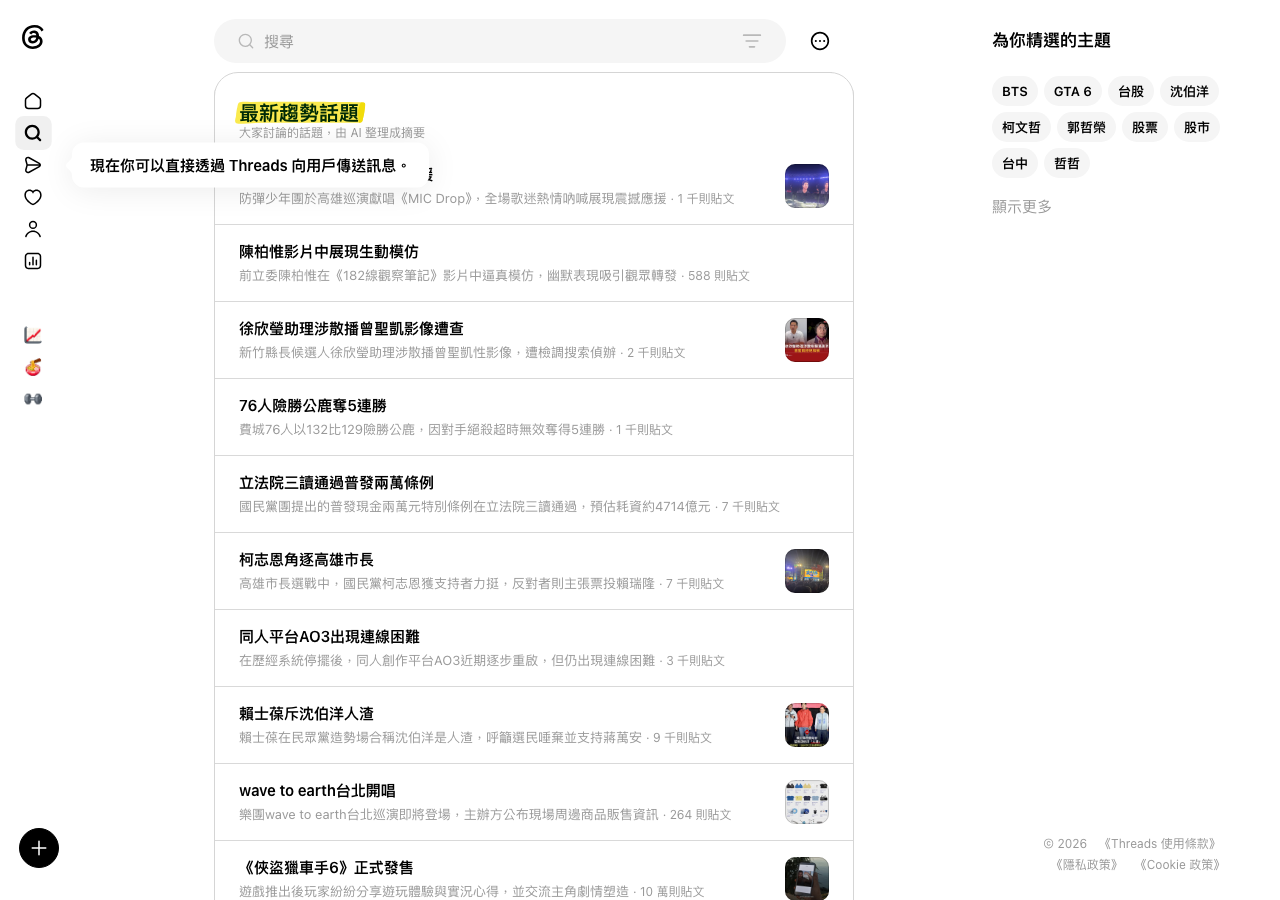 搜尋
最新趨勢話題
大家討論的話題，由 AI 整理成摘要
現在你可以直接透過 Threads 向用戶傳送訊息。
防彈少年團於高雄巡演獻唱《MIC Drop》，全場歌迷熱情吶喊展現震撼應援 · 1 千則貼文
陳柏惟影片中展現生動模仿
前立委陳柏惟在《182線觀察筆記》影片中逼真模仿，幽默表現吸引觀眾轉發 · 588 則貼文
徐欣瑩助理涉散播曾聖凱影像遭查
新竹縣長候選人徐欣瑩助理涉散播曾聖凱性影像，遭檢調搜索偵辦 · 2 千則貼文
76人險勝公鹿奪5連勝
費城76人以132比129險勝公鹿，因對手絕殺超時無效奪得5連勝 · 1 千則貼文
立法院三讀通過普發兩萬條例
國民黨團提出的普發現金兩萬元特別條例在立法院三讀通過，預估耗資約4714億元 · 7 千則貼文
柯志恩角逐高雄市長
高雄市長選戰中，國民黨柯志恩獲支持者力挺，反對者則主張票投賴瑞隆 · 7 千則貼文
同人平台AO3出現連線困難
在歷經系統停擺後，同人創作平台AO3近期逐步重啟，但仍出現連線困難 · 3 千則貼文
賴士葆斥沈伯洋人渣
賴士葆在民眾黨造勢場合稱沈伯洋是人渣，呼籲選民唾棄並支持蔣萬安 · 9 千則貼文
wave to earth台北開唱
樂團wave to earth台北巡演即將登場，主辦方公布現場周邊商品販售資訊 · 264 則貼文
《俠盜獵車手6》正式發售
遊戲推出後玩家紛紛分享遊玩體驗與實況心得，並交流主角劇情塑造 · 10 萬則貼文
為你精選的主題
BTS GTA 6 台股 沈伯洋
柯文哲 郭哲榮 股票 股市
台中 哲哲
顯示更多
© 2026 《Threads 使用條款》
《隱私政策》 《Cookie 政策》